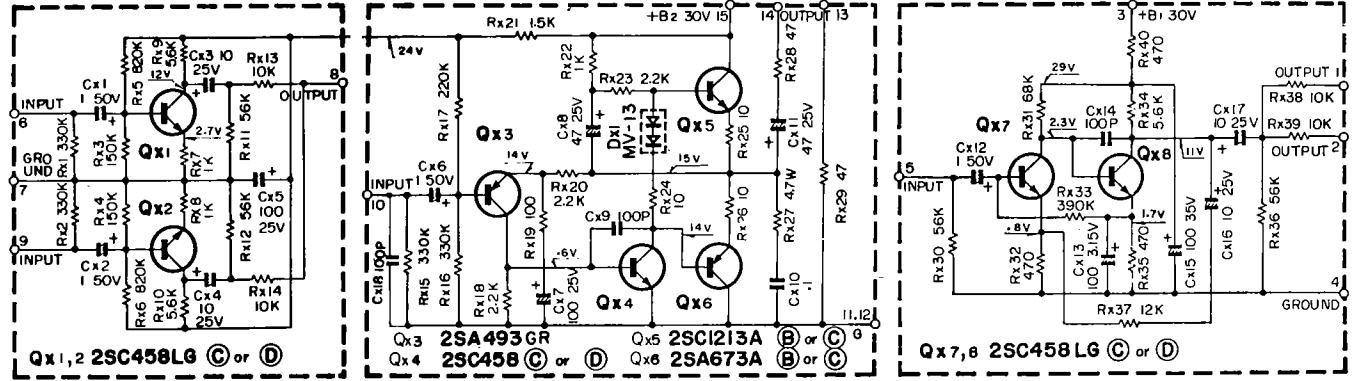 INPUT
6
Rx1 330K
Cx1
1 50V
Rx5 820K
Rx3
150K
Rx9
5.6K
Cx3 10
25V
12V
Qx1
2.7V
Rx7
1K
Rx13
10K
Rx11 56K
8
OUTPUT
GRO
UND
7
Rx2 330K
Rx4
150K
Qx2
Rx8
1K
Rx12 56K
Cx5
100
25V
9
INPUT
Cx2
1 50V
Rx6 820K
Rx10
5.6K
Cx4
10
25V
Rx14
10K
Qx1,2 2SC458LG Ⓒ or Ⓓ
24V
Rx21 1.5K
+B2 30V 15
14 OUTPUT 13
Rx22
1K
Rx23 2.2K
Rx28 47
Rx17 220K
Qx3
Cx8
47 25V
Dx1
MV-13
Qx5
Rx25 10
Cx11
47 25V
14V
15V
INPUT
10
Cx6
1 50V
Rx20
2.2K
Rx24
10
Rx26 10
Rx27 4.7W
Rx29 47
Cx9 100P
Rx19 100
.6V
14V
Cx18 100P
Rx15 330K
Rx16 330K
Rx18
2.2K
Cx7
100 25V
Qx4
Qx6
Cx10
.1
11,12
G
Qx3 2SA493GR
Qx5 2SC1213A Ⓑ or Ⓒ
Qx4 2SC458 Ⓒ or Ⓓ
Qx6 2SA673A Ⓑ or Ⓒ
3 +B1 30V
Rx40
470
29V
Rx31 68K
Cx14
100P
Rx34
5.6K
Cx17
10 25V
OUTPUT 1
Rx38 10K
Rx39 10K
OUTPUT 2
Qx7
2.3V
Qx8
11V
Cx12
1 50V
5
INPUT
Rx33
390K
1.7V
.8V
Rx30 56K
Rx32
470
Cx13
100 3.15V
Rx35 470
Cx15 100 35V
Cx16 10 25V
Rx36 56K
4
GROUND
Rx37 12K
Qx7,8 2SC458LG Ⓒ or Ⓓ